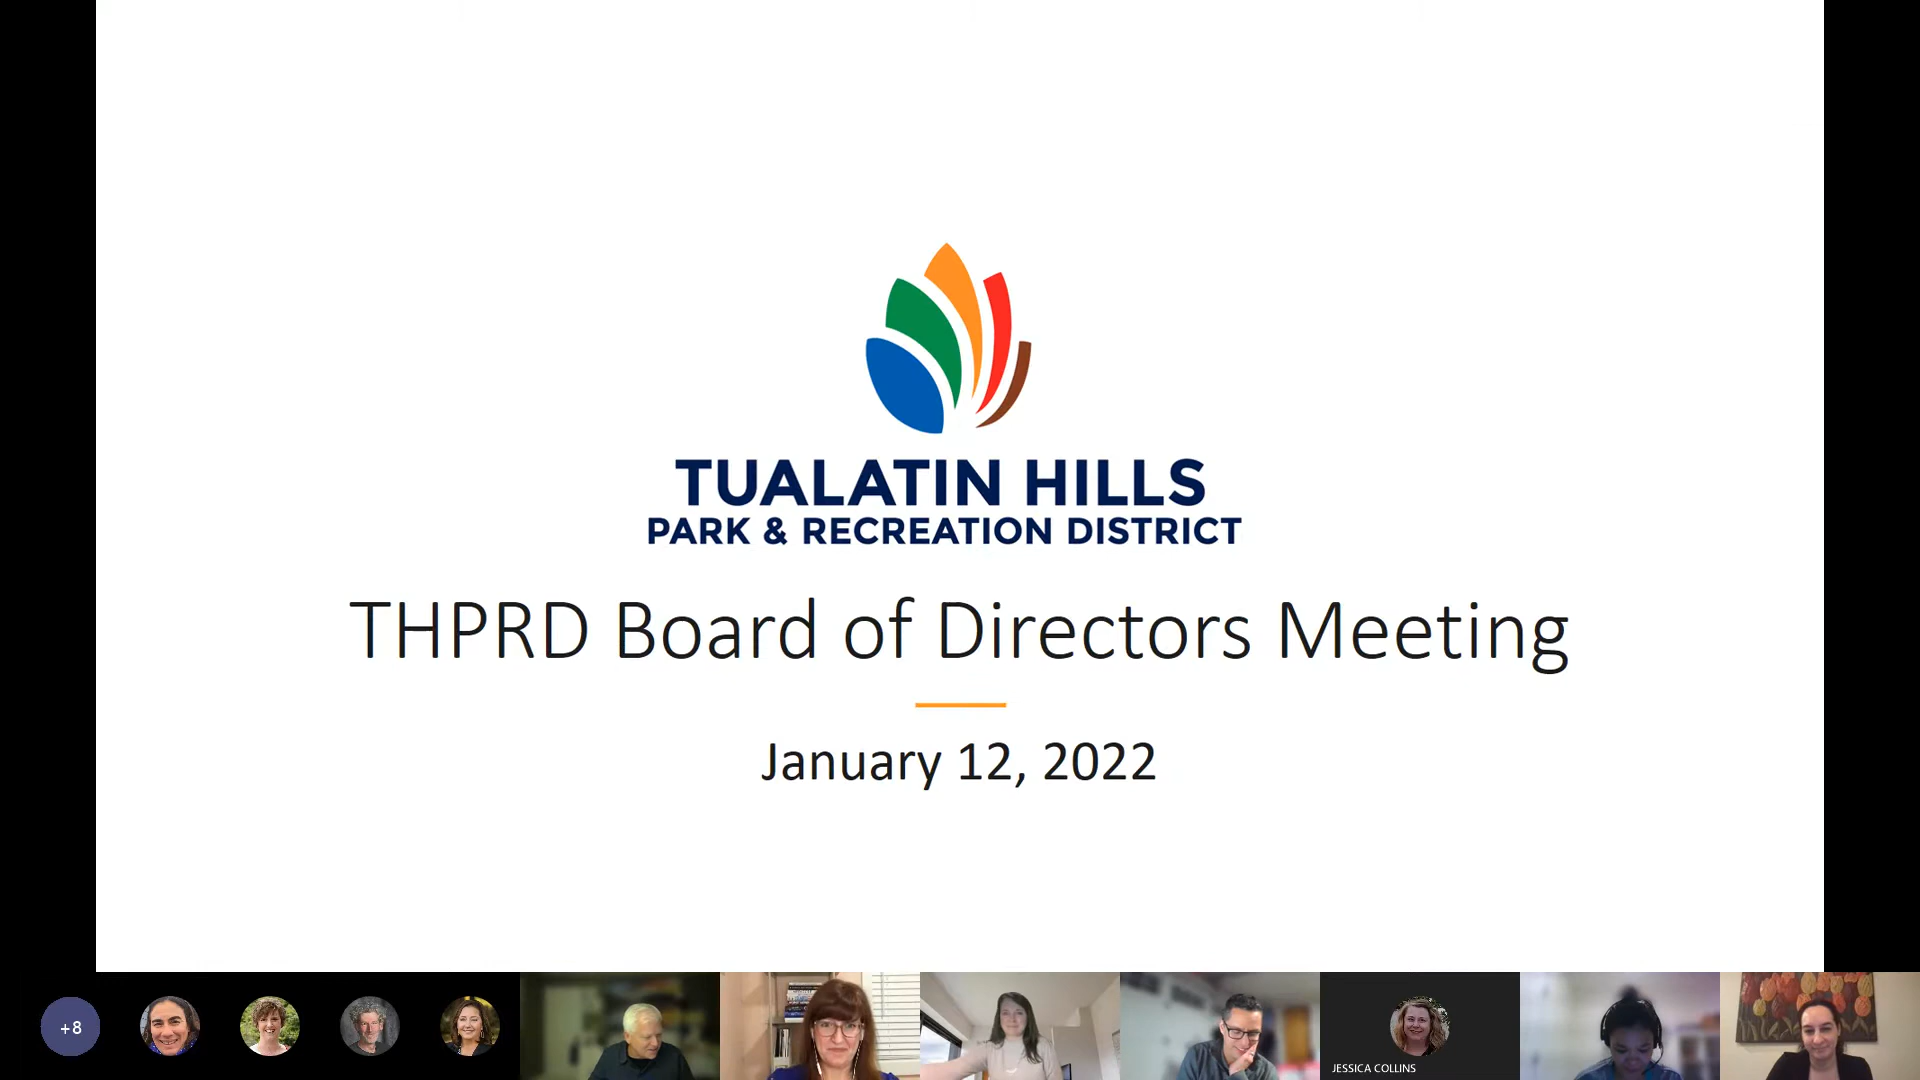 TUALATIN HILLS
PARK & RECREATION DISTRICT
THPRD Board of Directors Meeting
January 12, 2022
+8
JESSICA COLLINS